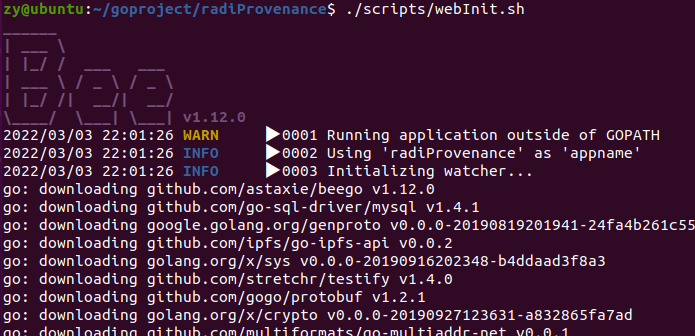 zy@ubuntu:~/goproject/radiProvenance$ ./scripts/webInit.sh
______
| ___ \
| |_/ /  ___   ___
| ___ \ / _ \ / _ \
| |_/ /|  __/|  __/
\____/  \___| \___| v1.12.0
2022/03/03 22:01:26 WARN     ▶ 0001 Running application outside of GOPATH
2022/03/03 22:01:26 INFO     ▶ 0002 Using 'radiProvenance' as 'appname'
2022/03/03 22:01:26 INFO     ▶ 0003 Initializing watcher...
go: downloading github.com/astaxie/beego v1.12.0
go: downloading github.com/go-sql-driver/mysql v1.4.1
go: downloading google.golang.org/genproto v0.0.0-20190819201941-24fa4b261c55
go: downloading github.com/ipfs/go-ipfs-api v0.0.2
go: downloading golang.org/x/sys v0.0.0-20190916202348-b4ddaad3f8a3
go: downloading github.com/stretchr/testify v1.4.0
go: downloading github.com/gogo/protobuf v1.2.1
go: downloading golang.org/x/crypto v0.0.0-20190927123631-a832865fa7ad
go: downloading github.com/multiformats/go-multiaddr-net v0.0.1